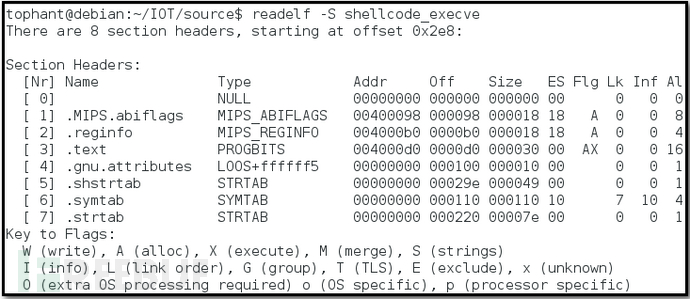 tophant@debian:~/IOT/source$ readelf -S shellcode_execve
There are 8 section headers, starting at offset 0x2e8:
Section Headers:
[Nr] Name Type Addr Off Size ES Flg Lk Inf Al
[ 0] NULL 00000000 000000 000000 00 0 0 0
[ 1] .MIPS.abiflags MIPS_ABIFLAGS 00400098 000098 000018 18 A 0 0 8
[ 2] .reginfo MIPS_REGINFO 004000b0 0000b0 000018 18 A 0 0 4
[ 3] .text PROGBITS 004000d0 0000d0 000030 00 AX 0 0 16
[ 4] .gnu.attributes LOOS+ffffff5 00000000 000100 000010 00 0 0 1
[ 5] .shstrtab STRTAB 00000000 00029e 000049 00 0 0 1
[ 6] .symtab SYMTAB 00000000 000110 000110 10 7 10 4
[ 7] .strtab STRTAB 00000000 000220 00007e 00 0 0 1
Key to Flags:
W (write), A (alloc), X (execute), M (merge), S (strings)
I (info), L (link order), G (group), T (TLS), E (exclude), x (unknown)
O (extra OS processing required) o (OS specific), p (processor specific)